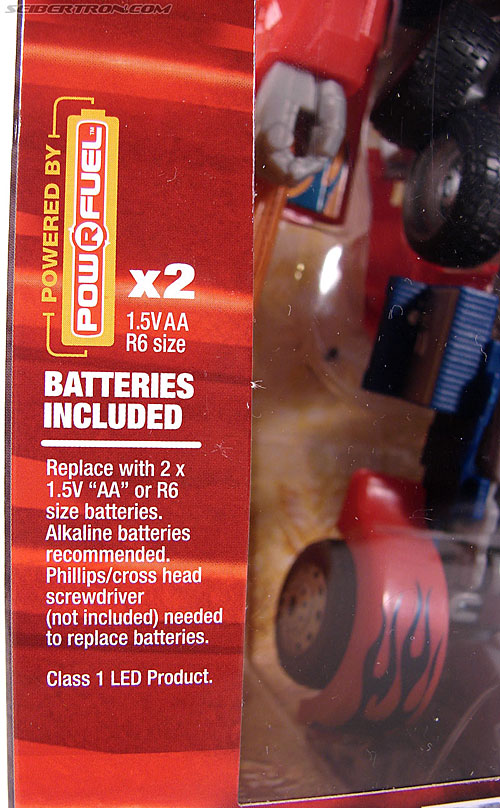 SEIBERTRON.COM
POWERED BY
POWRFUEL™
x2
1.5V AA
R6 size
BATTERIES
INCLUDED
Replace with 2 x
1.5V “AA” or R6
size batteries.
Alkaline batteries
recommended.
Phillips/cross head
screwdriver
(not included) needed
to replace batteries.
Class 1 LED Product.